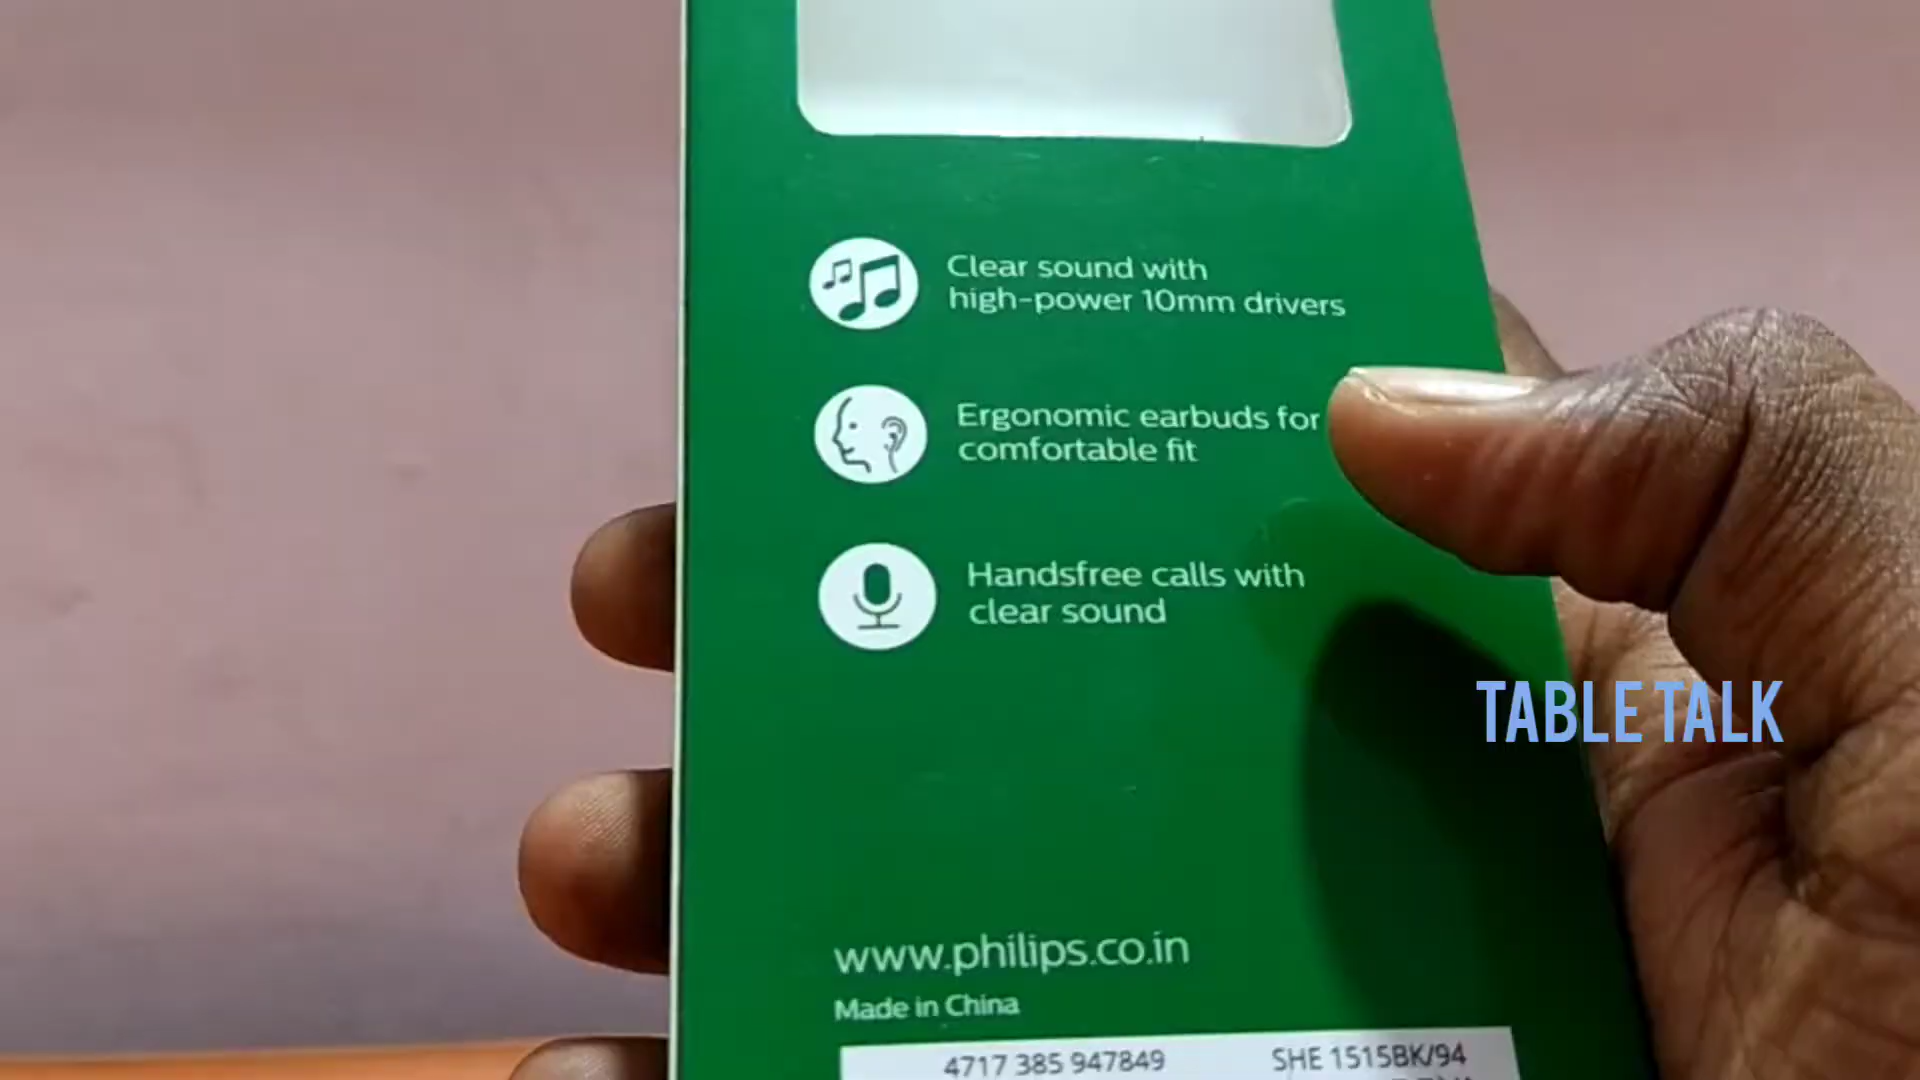 Clear sound with
high-power 10mm drivers
Ergonomic earbuds for
comfortable fit
Handsfree calls with
clear sound
TABLE TALK
www.philips.co.in
Made in China
4717 385 947849
SHE 1515BK/94